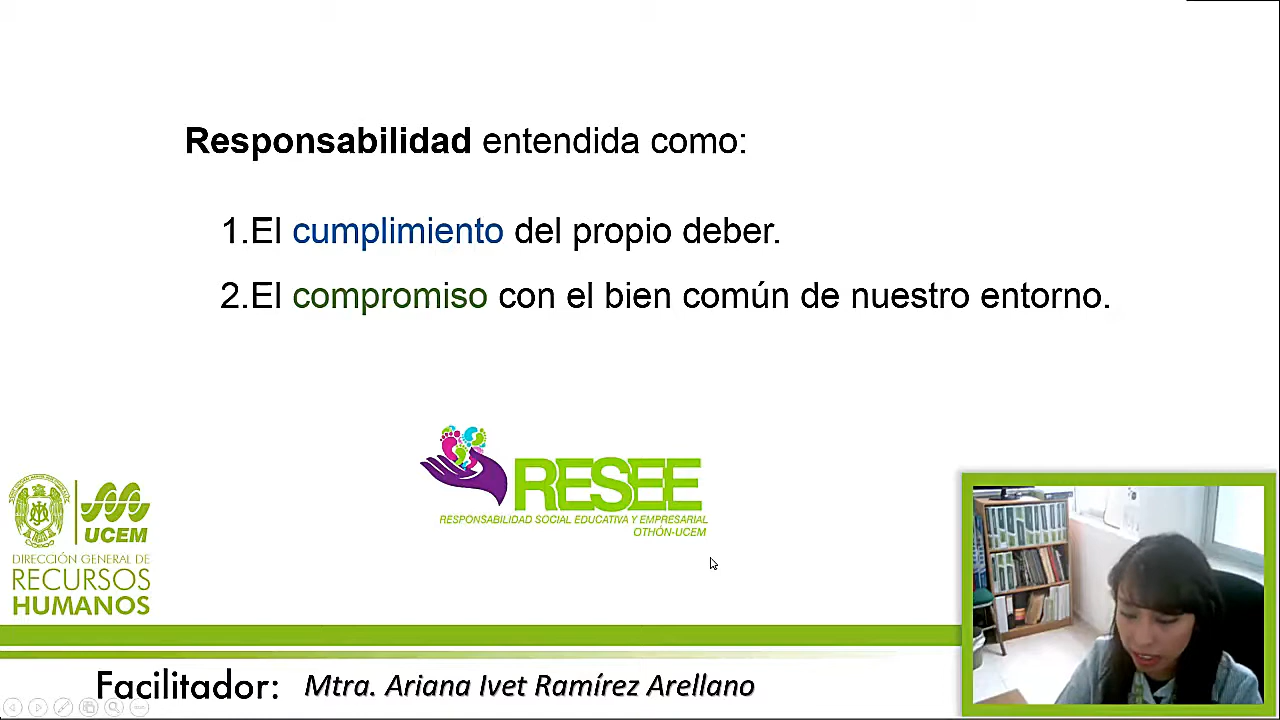 Responsabilidad entendida como:
1.El cumplimiento del propio deber.
2.El compromiso con el bien común de nuestro entorno.
RESEE
RESPONSABILIDAD SOCIAL EDUCATIVA Y EMPRESARIAL
OTHÓN-UCEM
UCEM
DIRECCIÓN GENERAL DE
RECURSOS
HUMANOS
Facilitador: Mtra. Ariana Ivet Ramírez Arellano